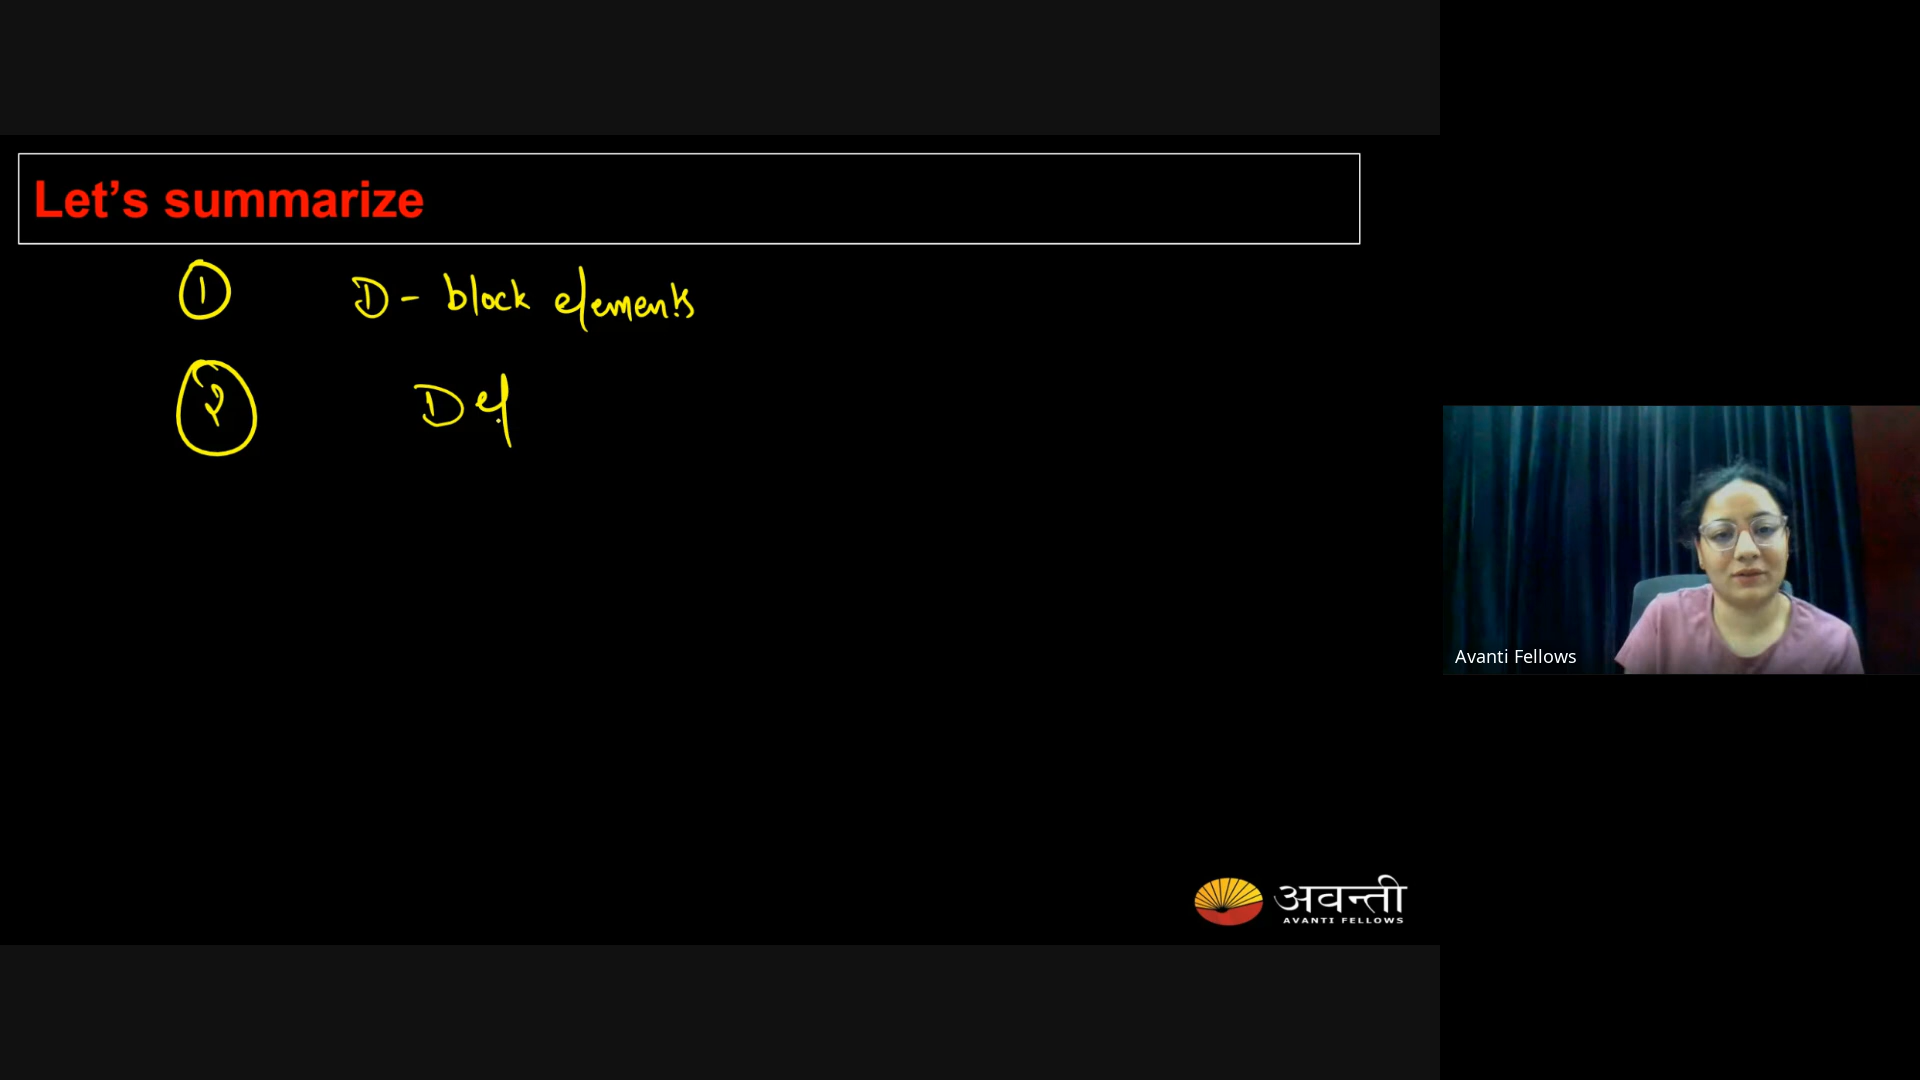 Let's summarize
1 D- block elements
2 Def
Avanti Fellows
अवन्ती
AVANTI FELLOWS